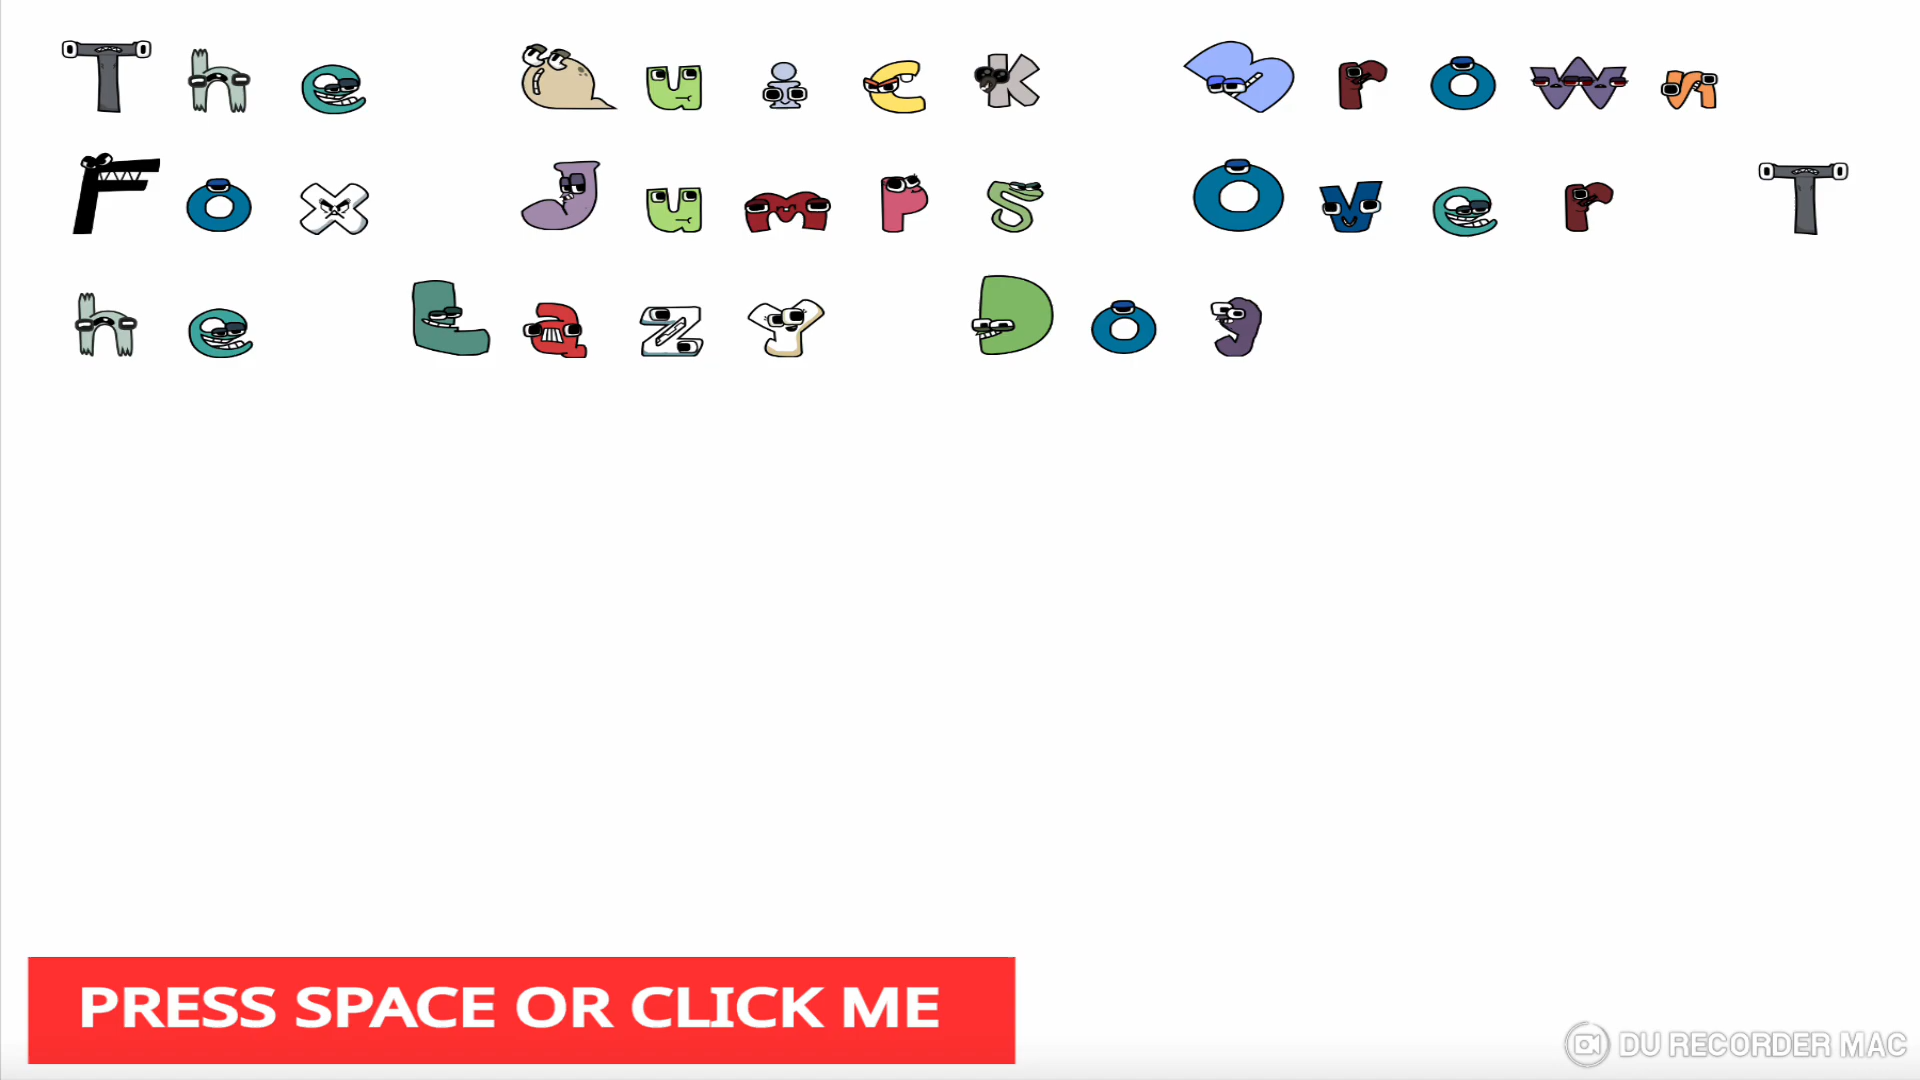 The Quick Brown
Fox Jumps Over T
he Lazy Dog
PRESS SPACE OR CLICK ME
DU RECORDER MAC